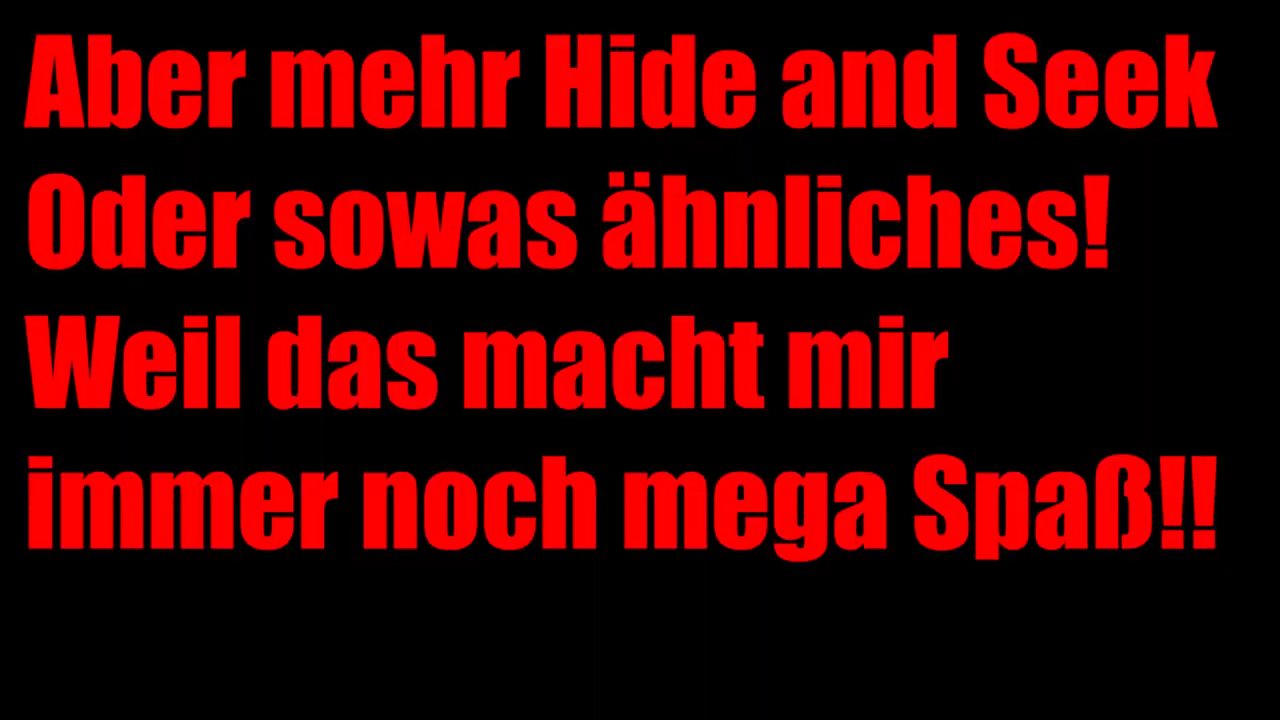 Aber mehr Hide and Seek
Oder sowas ähnliches!
Weil das macht mir
immer noch mega Spaß!!